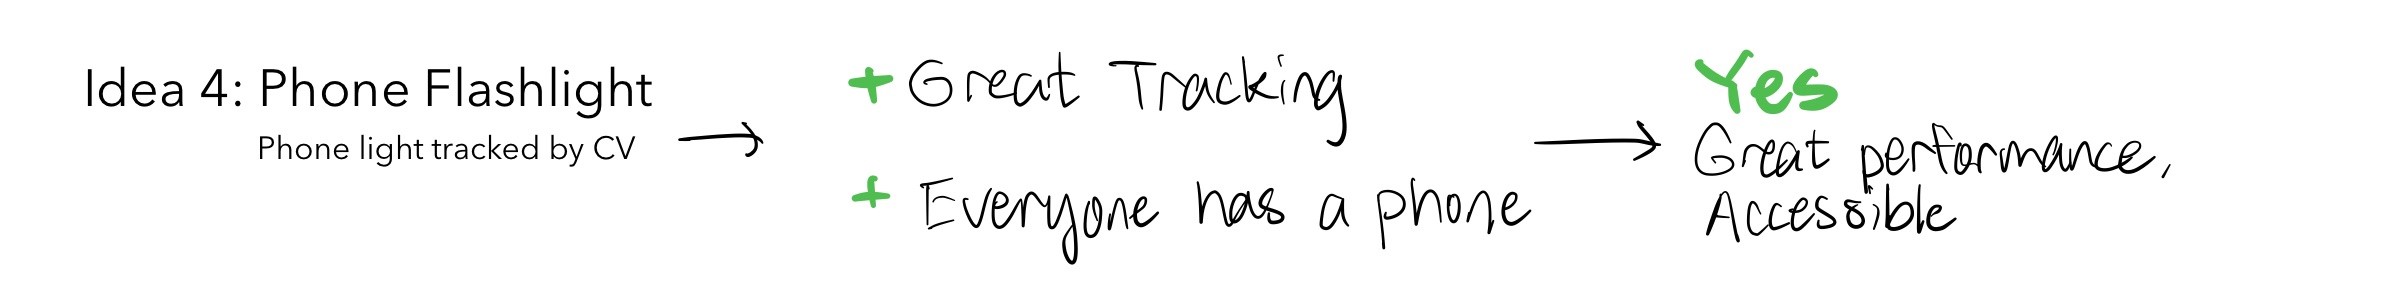 Idea 4: Phone Flashlight
Phone light tracked by CV
+ Great Tracking
+ Everyone has a phone
Yes
Great performance,
Accessible